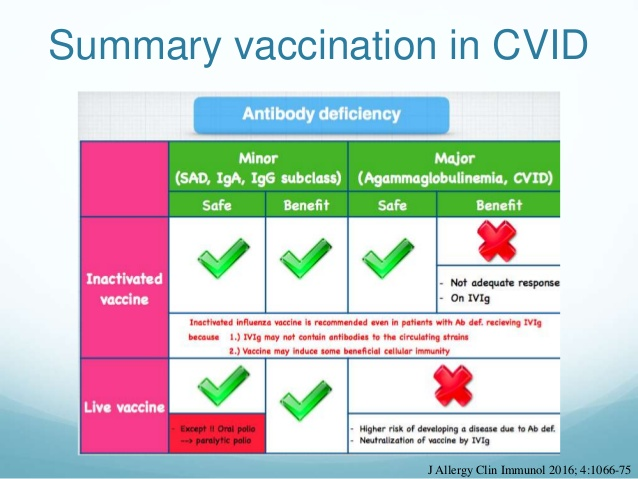 Summary vaccination in CVID
Antibody deficiency
Minor
(SAD, IgA, IgG subclass)
Major
(Agammaglobulinemia, CVID)
Safe
Benefit
Safe
Benefit
Inactivated
vaccine
- Not adequate response
- On IVIg
Inactivated influenza vaccine is recommended even in patients with Ab def. recieving IVIg
because 1.) IVIg may not contain antibodies to the circulating strains
2.) Vaccine may induce some beneficial cellular immunity
Live vaccine
- Except !! Oral polio
--> paralytic polio
- Higher risk of developing a disease due to Ab def.
- Neutralization of vaccine by IVIg
J Allergy Clin Immunol 2016; 4:1066-75